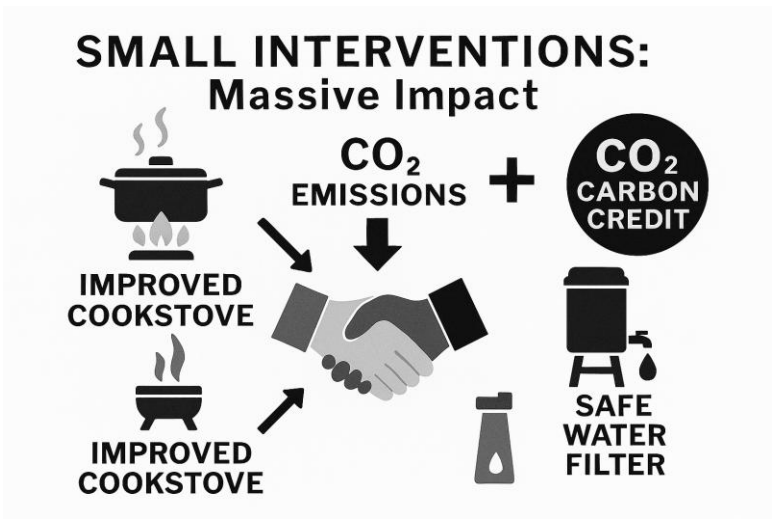 SMALL INTERVENTIONS:
Massive Impact
CO₂
EMISSIONS
+
CO₂
CARBON
CREDIT
IMPROVED
COOKSTOVE
IMPROVED
COOKSTOVE
SAFE
WATER
FILTER